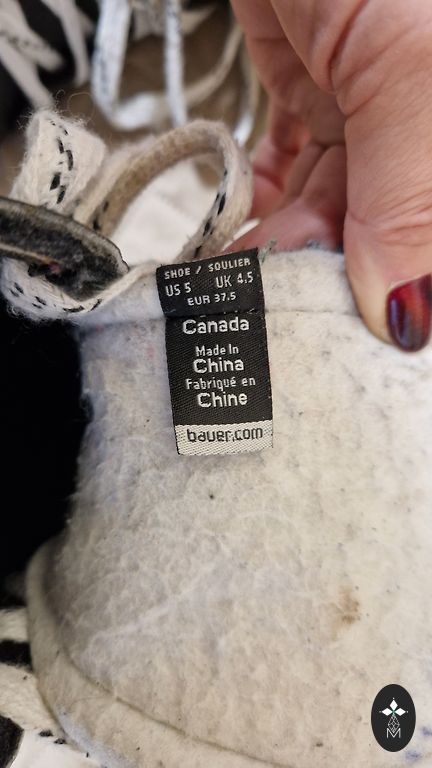 SHOE / SOULIER
US 5 UK 4.5
EUR 37.5
Canada
Made In
China
Fabriqué en
Chine
bauer.com
M